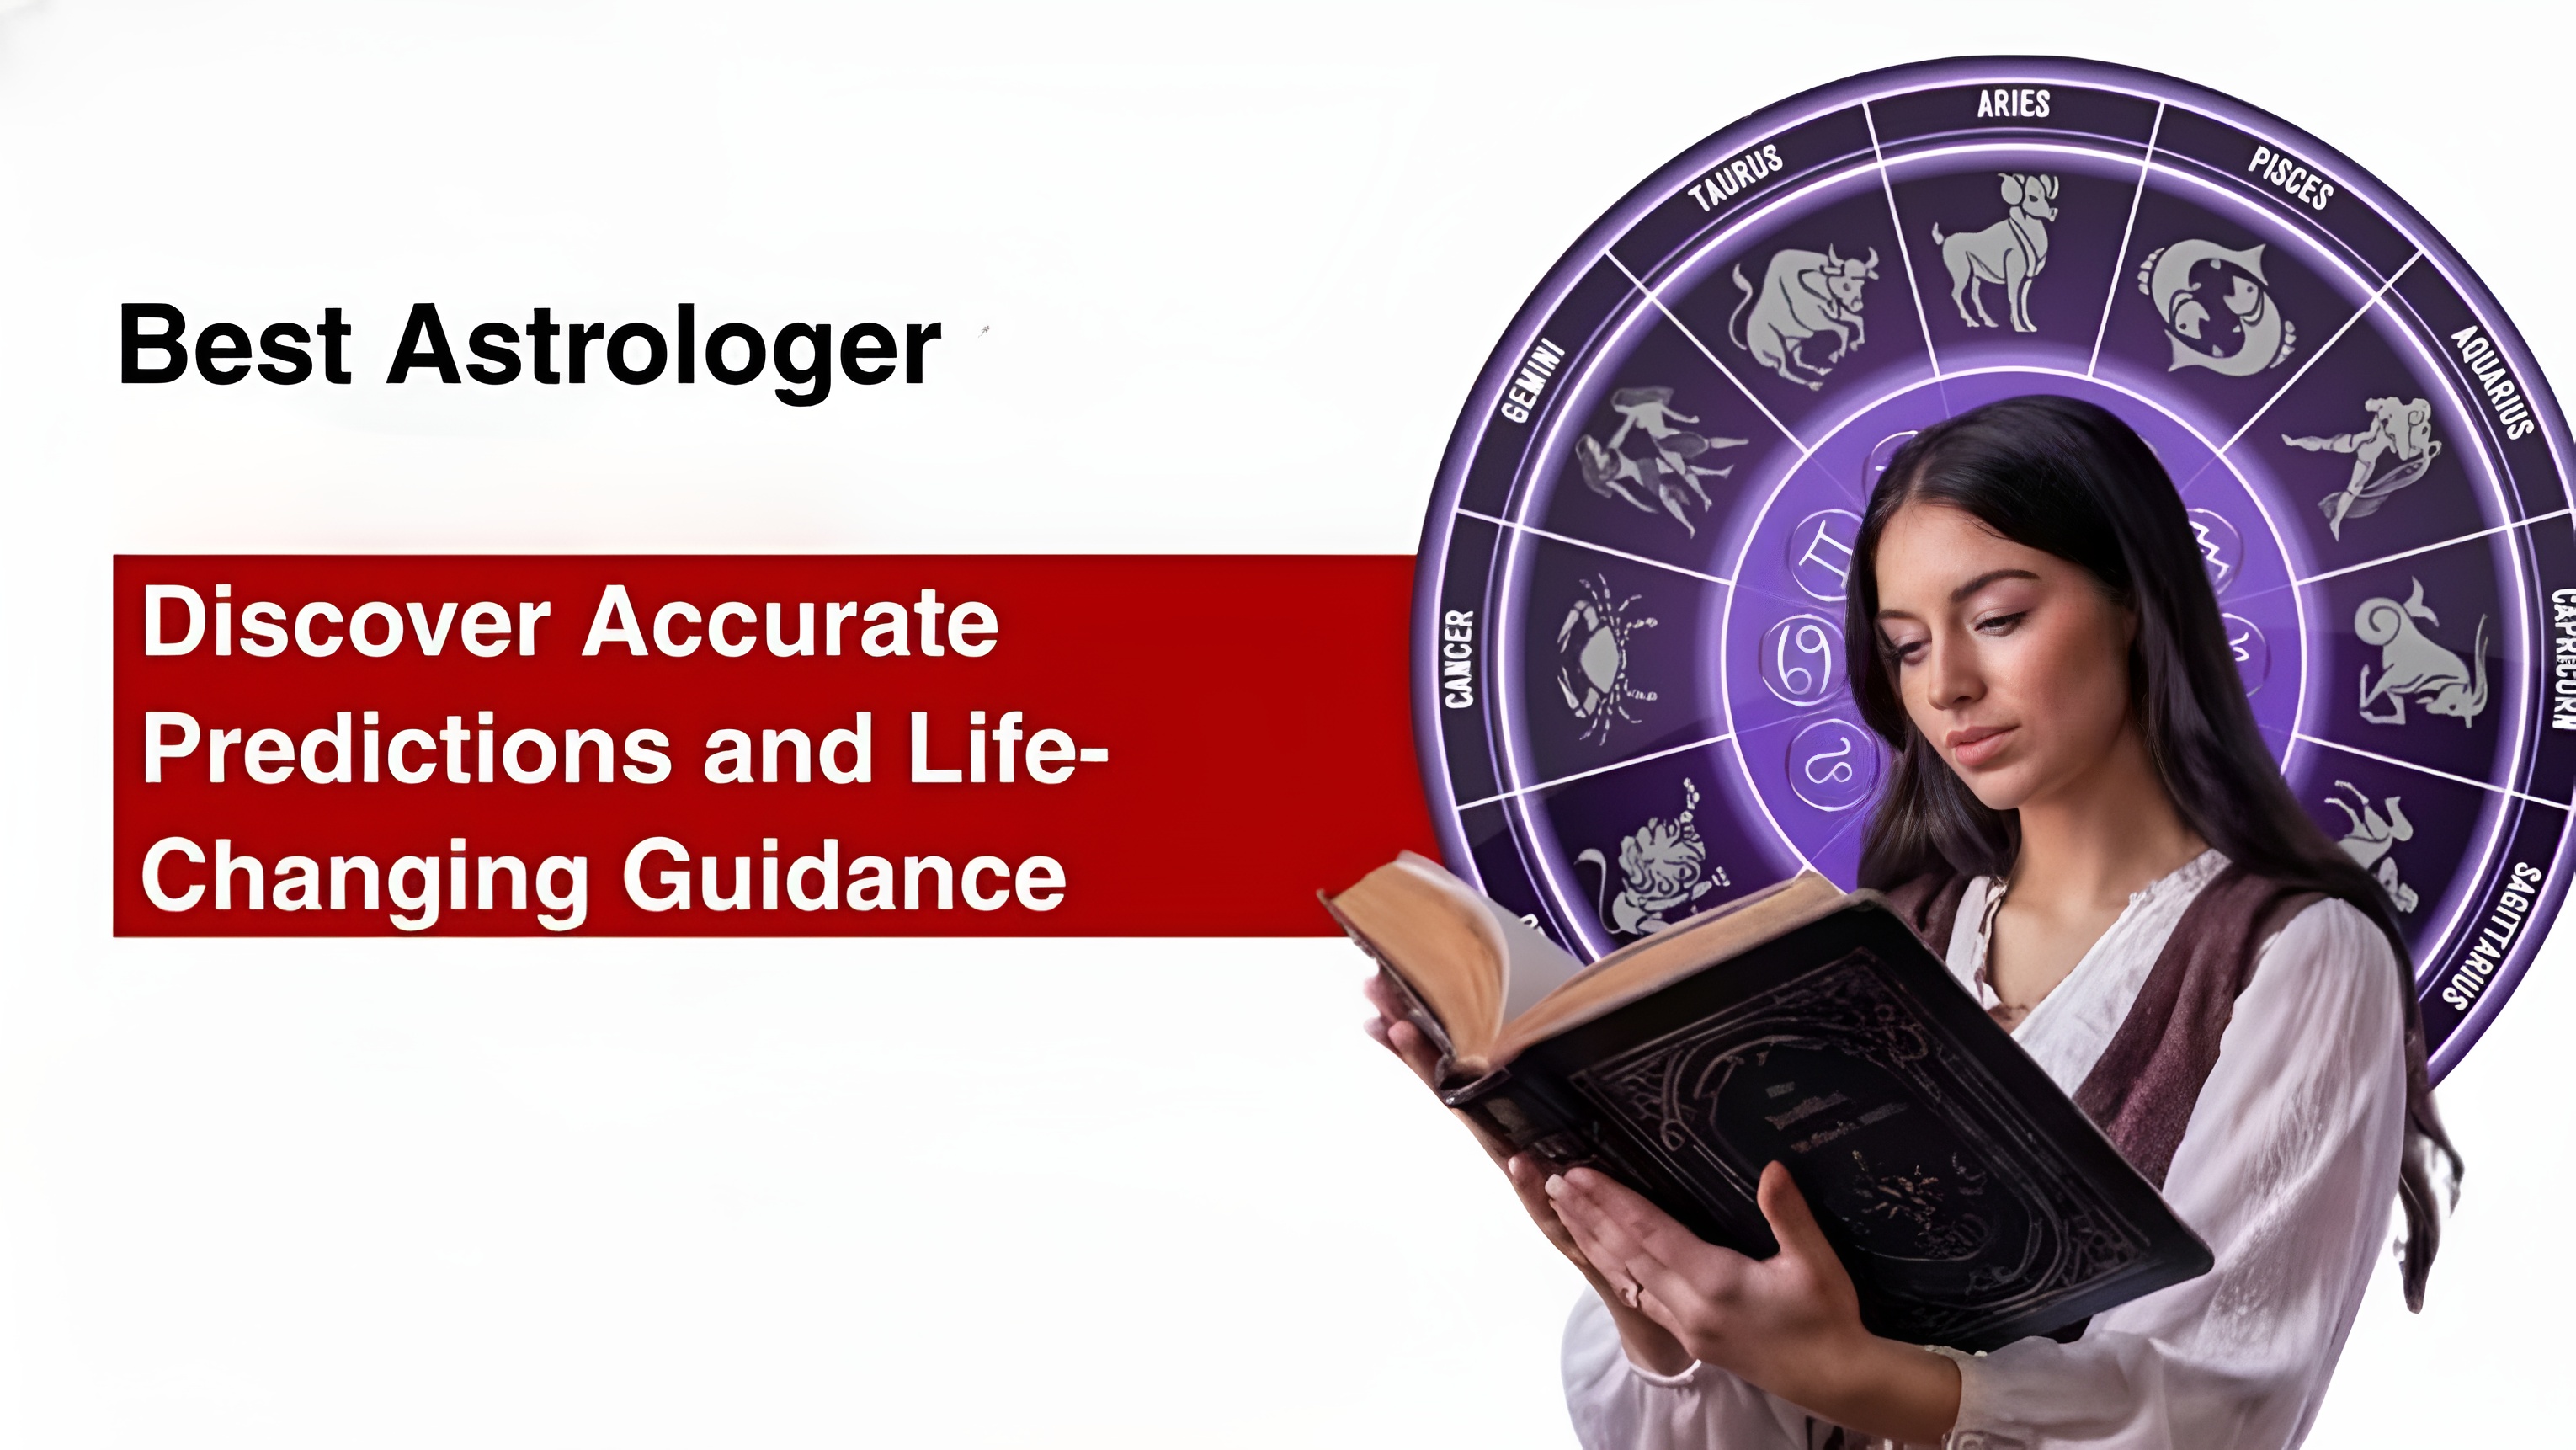 Best Astrologer
Discover Accurate
Predictions and Life-
Changing Guidance
ARIES
TAURUS
PISCES
GEMINI
AQUARIUS
CANCER
CAPRICORN
SAGITTARIUS